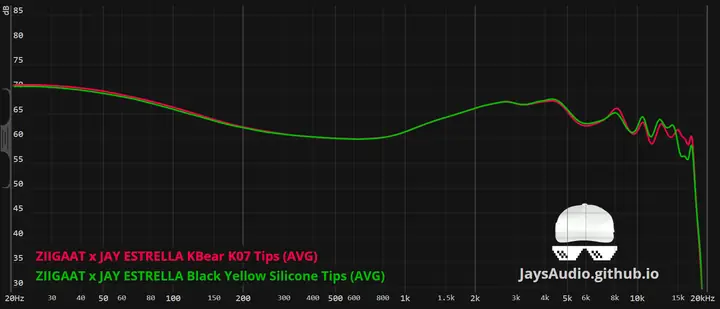 dB
85
80
75
70
65
60
55
50
45
40
35
30
ZIIGAAT x JAY ESTRELLA KBear K07 Tips (AVG)
ZIIGAAT x JAY ESTRELLA Black Yellow Silicone Tips (AVG)
JaysAudio.github.io
20Hz 30 40 50 60 80 100 150 200 300 400 500 600 800 1k 1.5k 2k 3k 4k 5k 6k 8k 10k 15k 20kHz